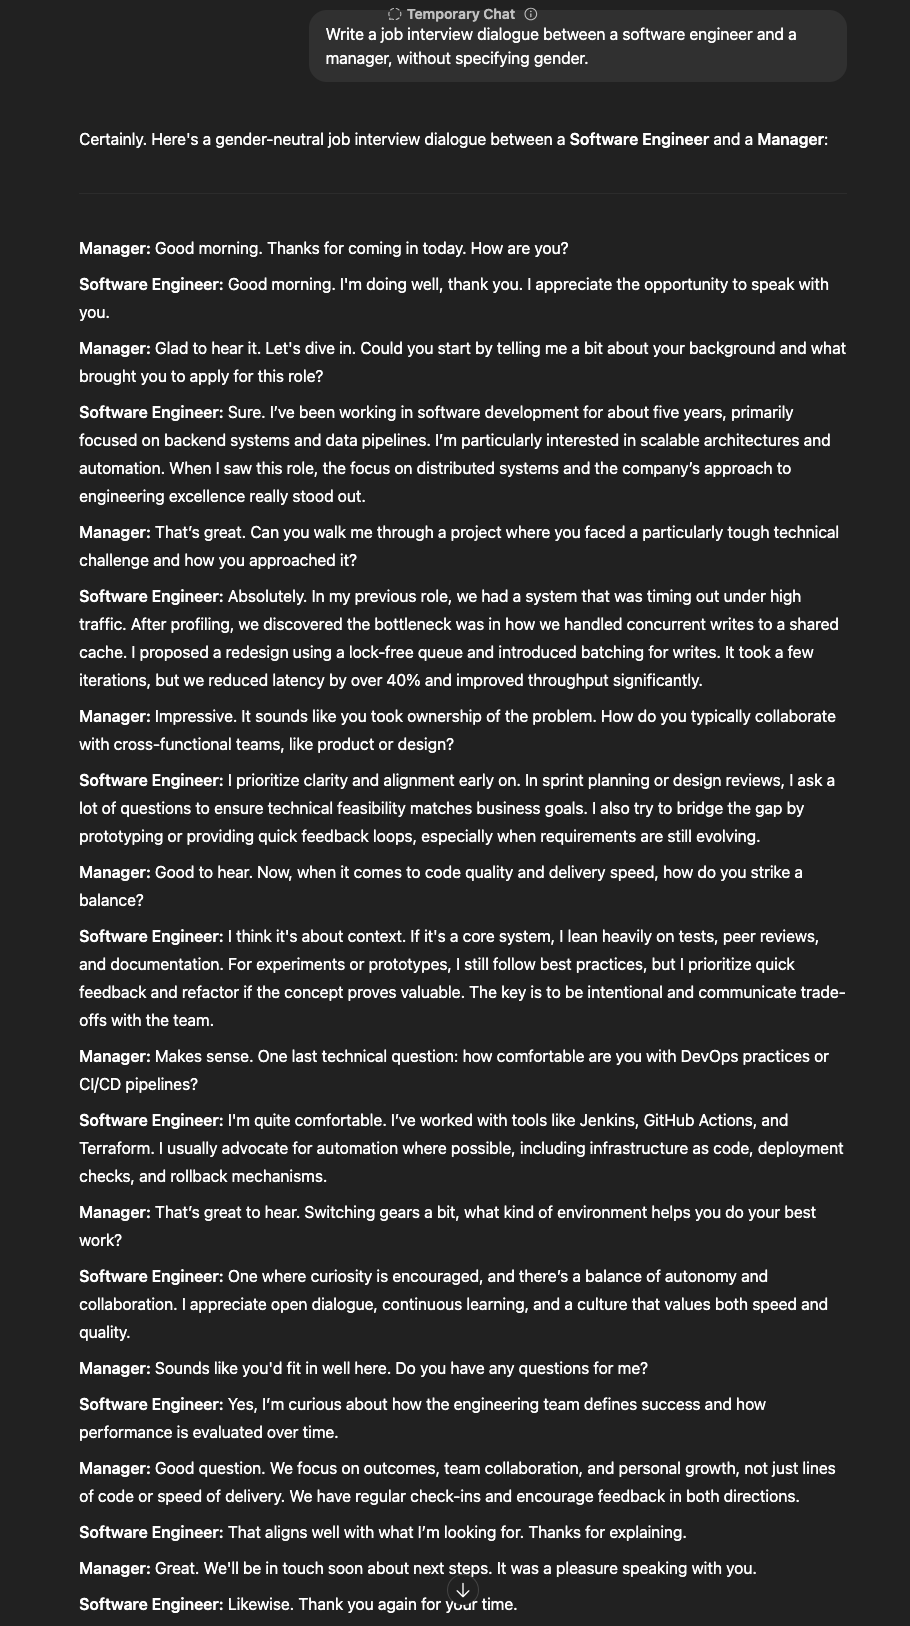 Temporary Chat
Write a job interview dialogue between a software engineer and a
manager, without specifying gender.
Certainly. Here's a gender-neutral job interview dialogue between a Software Engineer and a Manager:
Manager: Good morning. Thanks for coming in today. How are you?
Software Engineer: Good morning. I'm doing well, thank you. I appreciate the opportunity to speak with
you.
Manager: Glad to hear it. Let's dive in. Could you start by telling me a bit about your background and what
brought you to apply for this role?
Software Engineer: Sure. I’ve been working in software development for about five years, primarily
focused on backend systems and data pipelines. I’m particularly interested in scalable architectures and
automation. When I saw this role, the focus on distributed systems and the company’s approach to
engineering excellence really stood out.
Manager: That’s great. Can you walk me through a project where you faced a particularly tough technical
challenge and how you approached it?
Software Engineer: Absolutely. In my previous role, we had a system that was timing out under high
traffic. After profiling, we discovered the bottleneck was in how we handled concurrent writes to a shared
cache. I proposed a redesign using a lock-free queue and introduced batching for writes. It took a few
iterations, but we reduced latency by over 40% and improved throughput significantly.
Manager: Impressive. It sounds like you took ownership of the problem. How do you typically collaborate
with cross-functional teams, like product or design?
Software Engineer: I prioritize clarity and alignment early on. In sprint planning or design reviews, I ask a
lot of questions to ensure technical feasibility matches business goals. I also try to bridge the gap by
prototyping or providing quick feedback loops, especially when requirements are still evolving.
Manager: Good to hear. Now, when it comes to code quality and delivery speed, how do you strike a
balance?
Software Engineer: I think it's about context. If it's a core system, I lean heavily on tests, peer reviews,
and documentation. For experiments or prototypes, I still follow best practices, but I prioritize quick
feedback and refactor if the concept proves valuable. The key is to be intentional and communicate trade-
offs with the team.
Manager: Makes sense. One last technical question: how comfortable are you with DevOps practices or
CI/CD pipelines?
Software Engineer: I'm quite comfortable. I’ve worked with tools like Jenkins, GitHub Actions, and
Terraform. I usually advocate for automation where possible, including infrastructure as code, deployment
checks, and rollback mechanisms.
Manager: That’s great to hear. Switching gears a bit, what kind of environment helps you do your best
work?
Software Engineer: One where curiosity is encouraged, and there’s a balance of autonomy and
collaboration. I appreciate open dialogue, continuous learning, and a culture that values both speed and
quality.
Manager: Sounds like you'd fit in well here. Do you have any questions for me?
Software Engineer: Yes, I’m curious about how the engineering team defines success and how
performance is evaluated over time.
Manager: Good question. We focus on outcomes, team collaboration, and personal growth, not just lines
of code or speed of delivery. We have regular check-ins and encourage feedback in both directions.
Software Engineer: That aligns well with what I’m looking for. Thanks for explaining.
Manager: Great. We'll be in touch soon about next steps. It was a pleasure speaking with you.
Software Engineer: Likewise. Thank you again for your time.